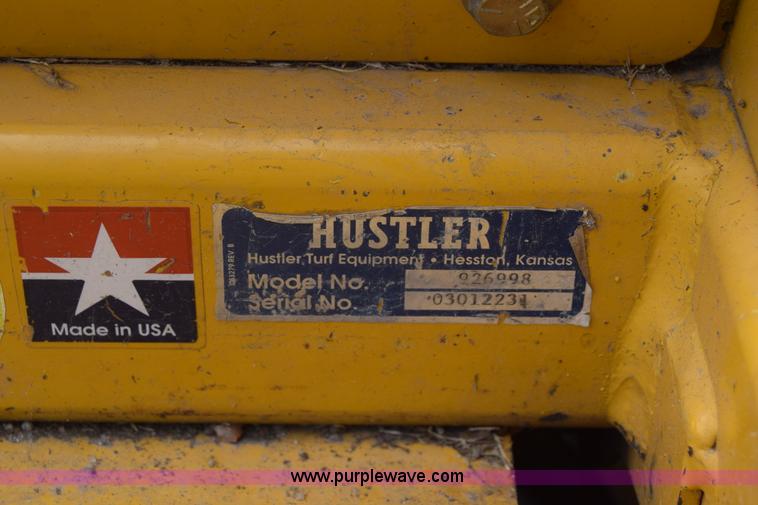 HUSTLER
Hustler Turf Equipment • Hesston, Kansas
Model No. 926998
Serial No 03012231
Made in USA
www.purplewave.com